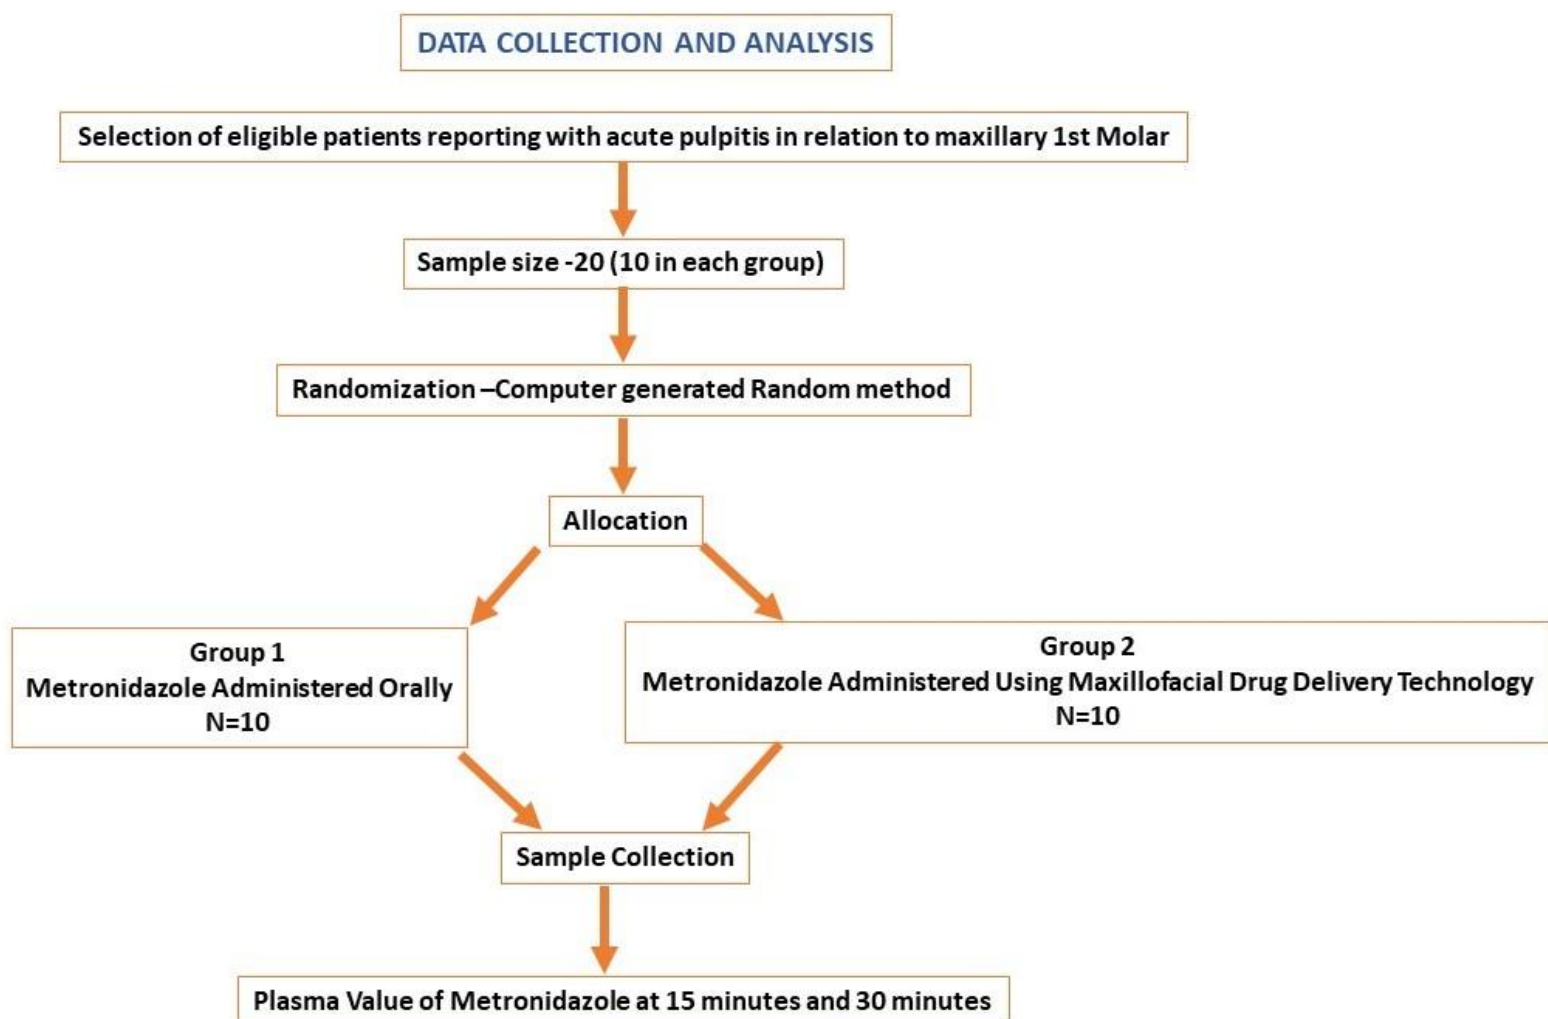 DATA COLLECTION AND ANALYSIS
Selection of eligible patients reporting with acute pulpitis in relation to maxillary 1st Molar
Sample size -20 (10 in each group)
Randomization –Computer generated Random method
Allocation
Group 1
Metronidazole Administered Orally
N=10
Group 2
Metronidazole Administered Using Maxillofacial Drug Delivery Technology
N=10
Sample Collection
Plasma Value of Metronidazole at 15 minutes and 30 minutes